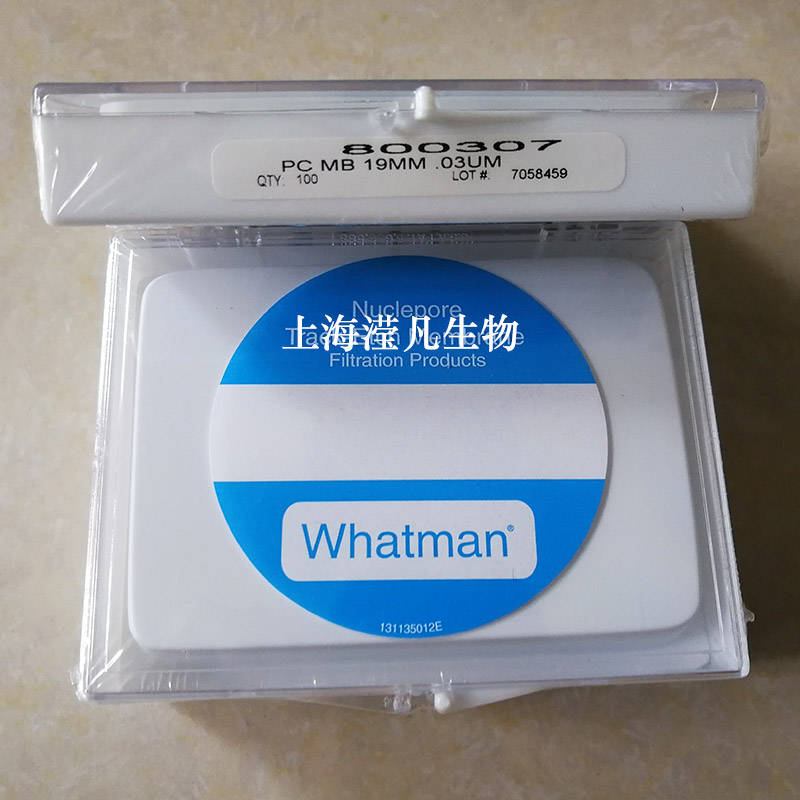 800307
PC MB 19MM .03UM
QTY: 100 LOT #: 7058459
Nuclepore
上海滢凡生物
Membrane
Filtration Products
Whatman®
131135012E